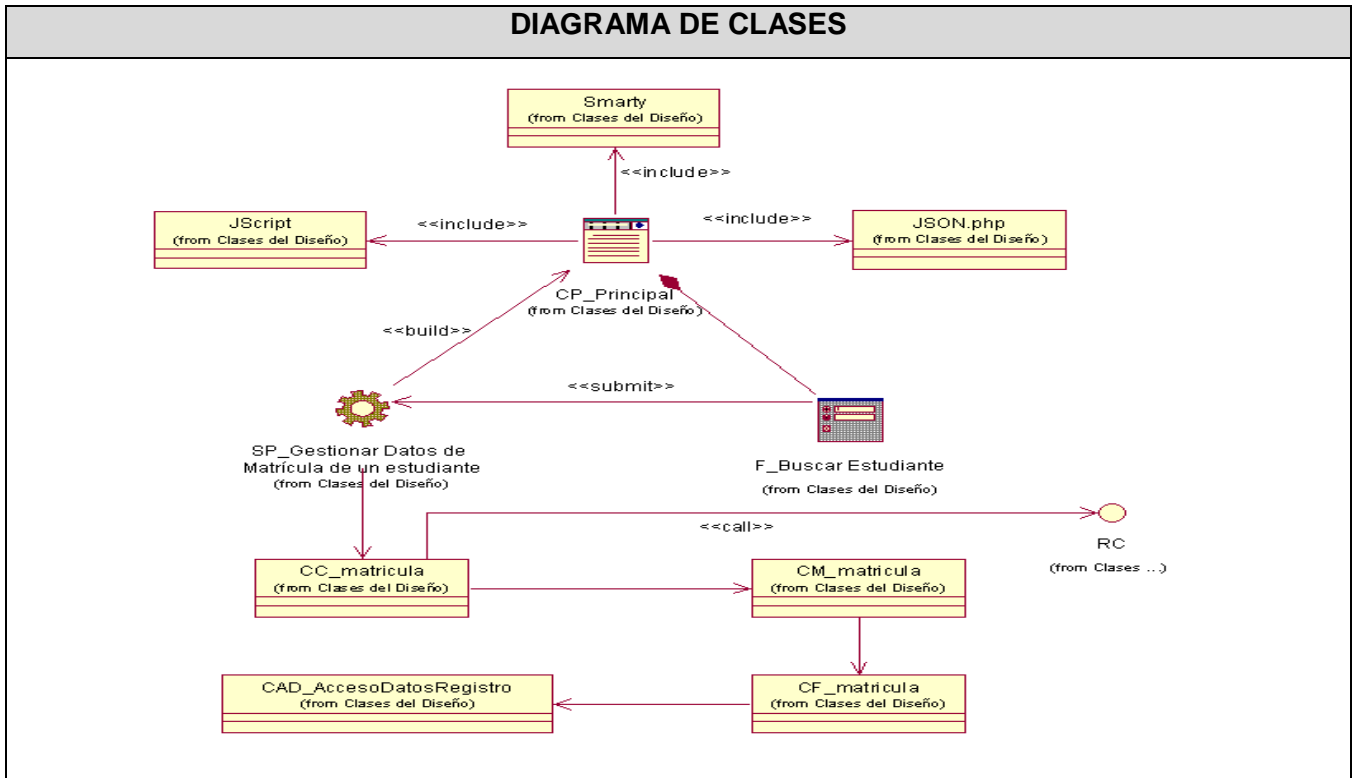 DIAGRAMA DE CLASES
Smarty
(from Clases del Diseño)
<<include>>
JScript
(from Clases del Diseño)
<<include>>
<<include>>
JSON.php
(from Clases del Diseño)
CP_Principal
(from Clases del Diseño)
<<build>>
<<submit>>
SP_Gestionar Datos de
Matrícula de un estudiante
(from Clases del Diseño)
F_Buscar Estudiante
(from Clases del Diseño)
<<call>>
RC
(from Clases ...)
CC_matricula
(from Clases del Diseño)
CM_matricula
(from Clases del Diseño)
CAD_AccesoDatosRegistro
(from Clases del Diseño)
CF_matricula
(from Clases del Diseño)